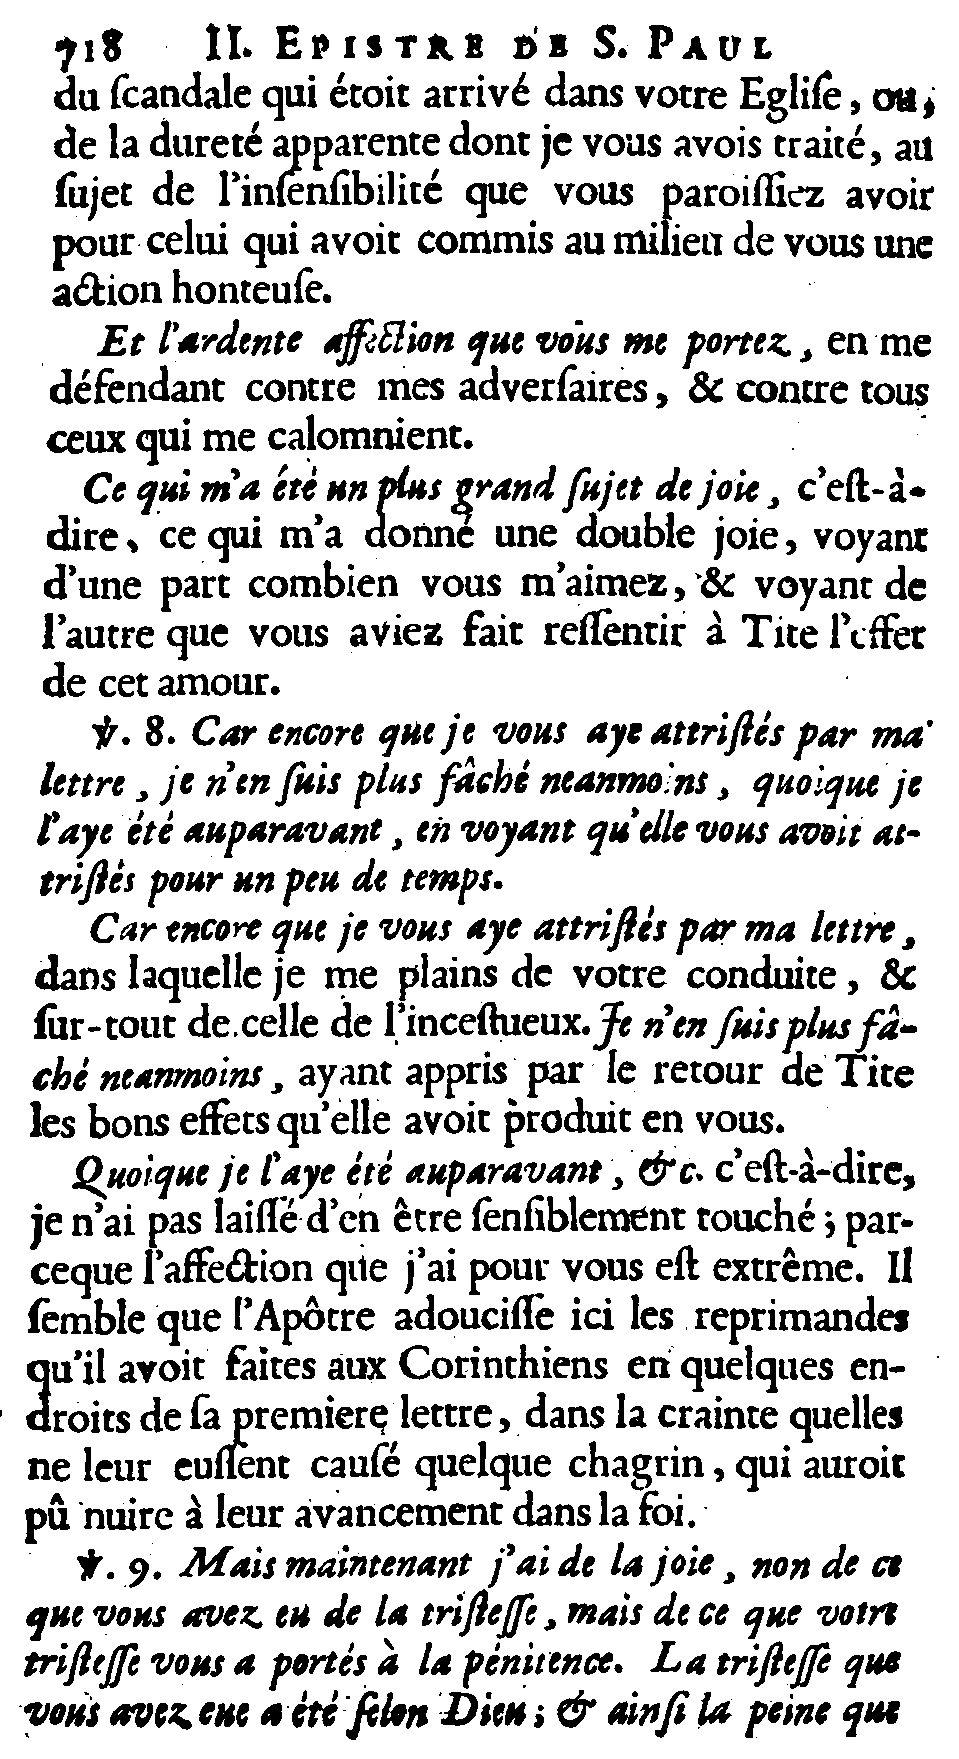 718 II. EPISTRE DE S. PAUL
du ſcandale qui étoit arrivé dans votre Egliſe, ou,
de la dureté apparente dont je vous avois traité, au
ſujet de l'inſenſibilité que vous paroiſſiez avoir
pour celui qui avoit commis au milieu de vous une
action honteuſe.
Et l'ardente affection que vous me portez, en me
défendant contre mes adverſaires, & contre tous
ceux qui me calomnient.
Ce qui m'a été un plus grand ſujet de joie, c'eſt-à-
dire, ce qui m'a donné une double joie, voyant
d'une part combien vous m'aimez, & voyant de
l'autre que vous aviez fait reſſentir à Tite l'effet
de cet amour.
℣. 8. Car encore que je vous aye attriſtés par ma
lettre, je n'en ſuis plus fâché neanmoins, quoique je
l'aye été auparavant, en voyant qu'elle vous avoit at-
triſtés pour un peu de temps.
Car encore que je vous aye attriſtés par ma lettre,
dans laquelle je me plains de votre conduite, &
ſur-tout de celle de l'inceſtueux. Je n'en ſuis plus fâ-
ché neanmoins, ayant appris par le retour de Tite
les bons effets qu'elle avoit produit en vous.
Quoique je l'aye été auparavant, &c. c'eſt-à-dire,
je n'ai pas laiſſé d'en être ſenſiblement touché; par-
ceque l'affection que j'ai pour vous eſt extrême. Il
ſemble que l'Apôtre adouciſſe ici les reprimandes
qu'il avoit faites aux Corinthiens en quelques en-
droits de ſa premiere lettre, dans la crainte quelles
ne leur euſſent cauſé quelque chagrin, qui auroit
pû nuire à leur avancement dans la foi.
℣. 9. Mais maintenant j'ai de la joie, non de ce
que vous avez eu de la triſteſſe, mais de ce que votre
triſteſſe vous a portés à la pénitence. La triſteſſe que
vous avez eue a été ſelon Dieu; & ainſi la peine que